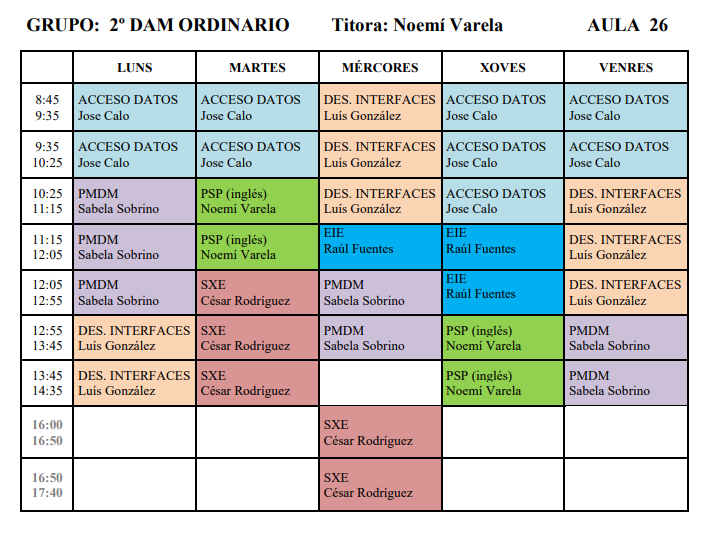 GRUPO: 2º DAM ORDINARIO Titora: Noemí Varela AULA 26
LUNS MARTES MÉRCORES XOVES VENRES
8:45 ACCESO DATOS ACCESO DATOS DES. INTERFACES ACCESO DATOS ACCESO DATOS
9:35 Jose Calo Jose Calo Luís González Jose Calo Jose Calo
9:35 ACCESO DATOS ACCESO DATOS DES. INTERFACES ACCESO DATOS ACCESO DATOS
10:25 Jose Calo Jose Calo Luís González Jose Calo Jose Calo
10:25 PMDM PSP (inglés) DES. INTERFACES ACCESO DATOS DES. INTERFACES
11:15 Sabela Sobrino Noemí Varela Luís González Jose Calo Luís González
11:15 PMDM PSP (inglés) EIE EIE DES. INTERFACES
12:05 Sabela Sobrino Noemí Varela Raúl Fuentes Raúl Fuentes Luís González
12:05 PMDM SXE PMDM EIE DES. INTERFACES
12:55 Sabela Sobrino César Rodríguez Sabela Sobrino Raúl Fuentes Luís González
12:55 DES. INTERFACES SXE PMDM PSP (inglés) PMDM
13:45 Luís González César Rodríguez Sabela Sobrino Noemí Varela Sabela Sobrino
13:45 DES. INTERFACES SXE PSP (inglés) PMDM
14:35 Luís González César Rodríguez Noemí Varela Sabela Sobrino
16:00 SXE
16:50 César Rodríguez
16:50 SXE
17:40 César Rodríguez